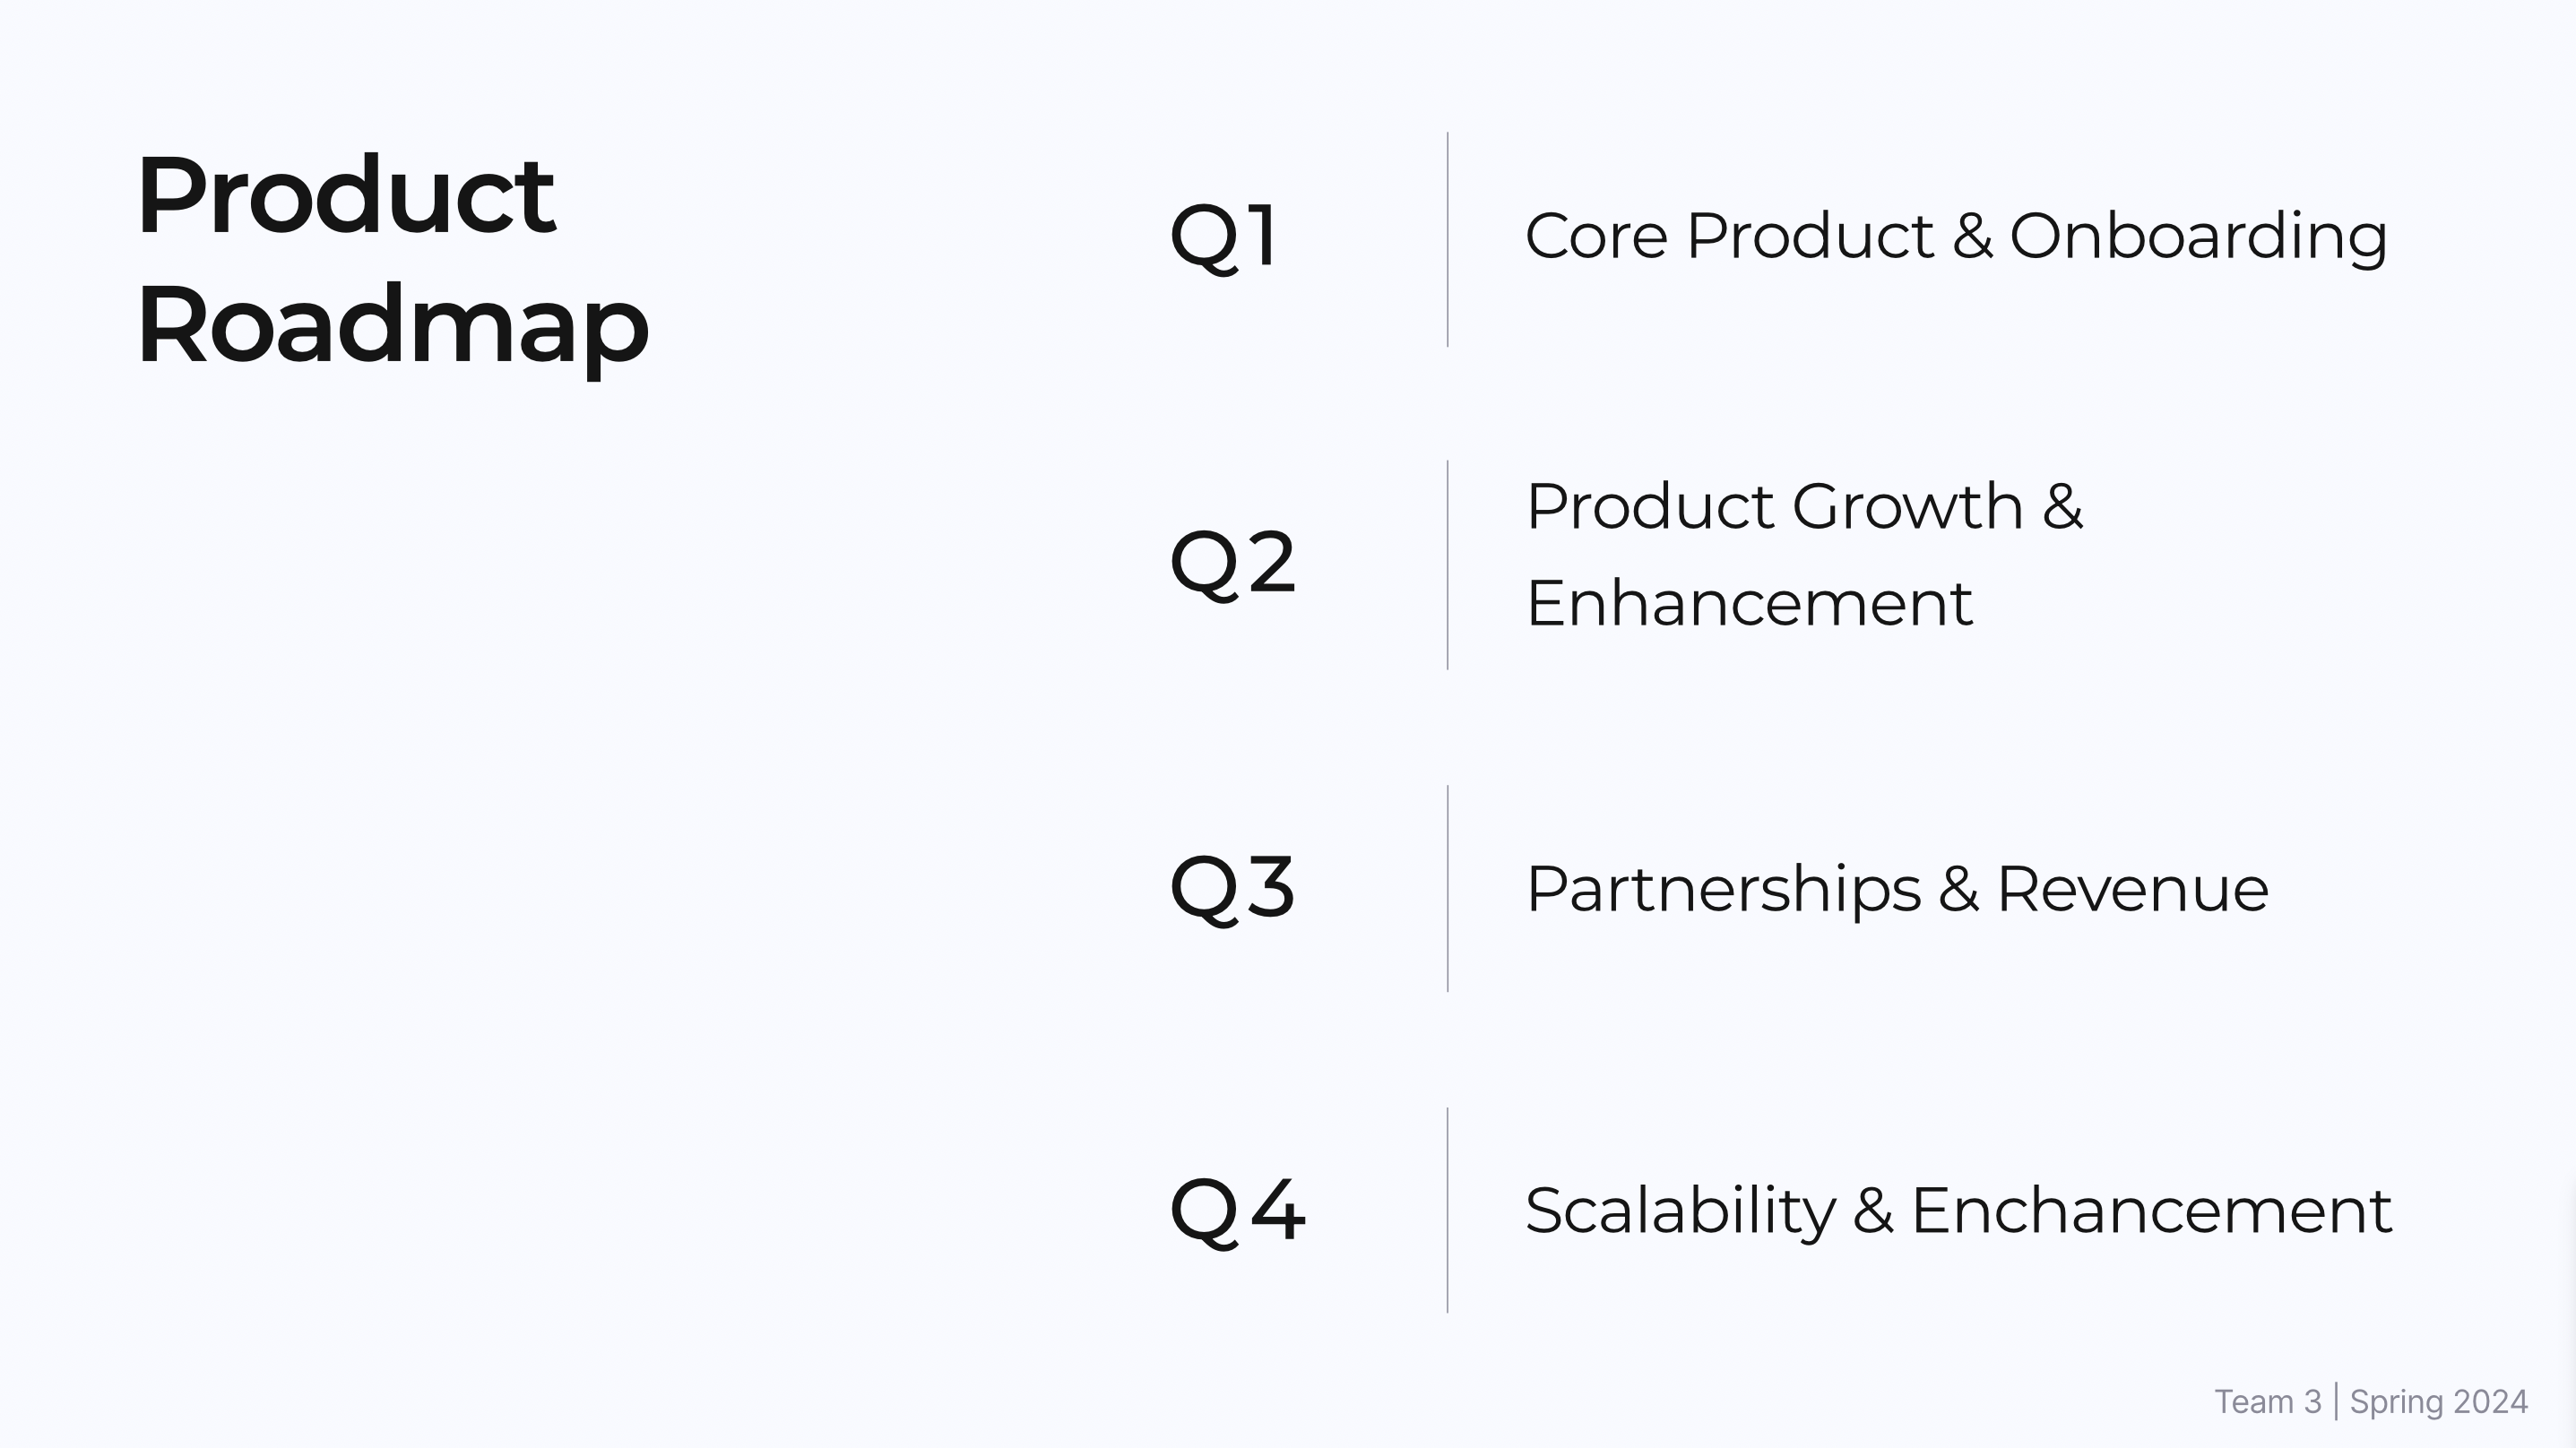 Product
Roadmap
Q1
Core Product & Onboarding
Q2
Product Growth &
Enhancement
Q3
Partnerships & Revenue
Q4
Scalability & Enchancement
Team 3 | Spring 2024